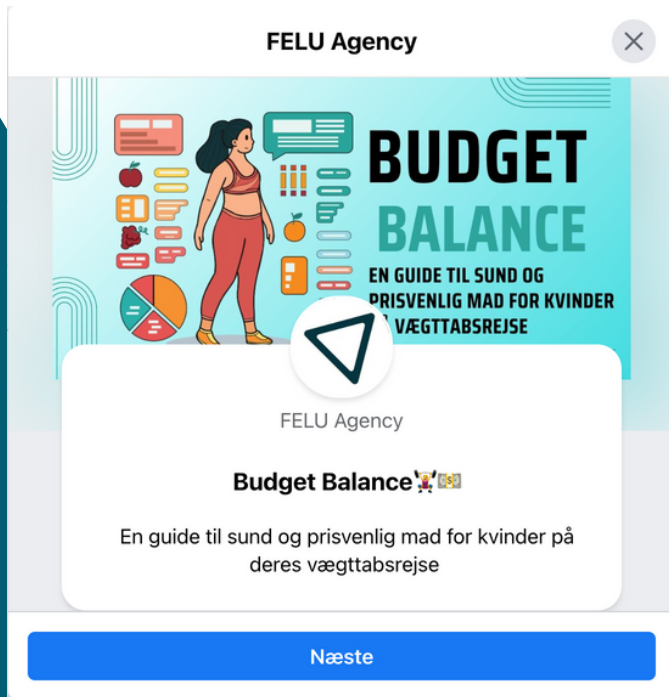 FELU Agency
BUDGET
BALANCE
EN GUIDE TIL SUND OG
PRISVENLIG MAD FOR KVINDER
VÆGTTABSREJSE
FELU Agency
Budget Balance🏋️‍♀️💵
En guide til sund og prisvenlig mad for kvinder på
deres vægttabsrejse
Næste